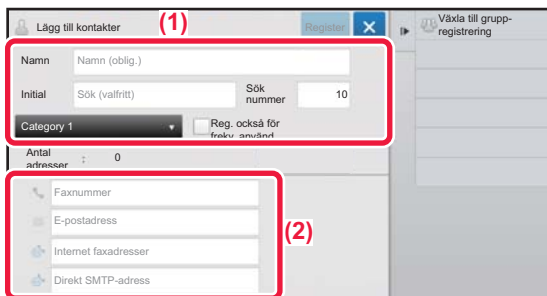 Lägg till kontakter
(1)
Register
Växla till grupp-
registrering
Namn
Namn (oblig.)
Initial
Sök (valfritt)
Sök
nummer
10
Category 1
Reg. också för
frekv. använd
Antal
adresser
:
0
Faxnummer
E-postadress
(2)
Internet faxadresser
Direkt SMTP-adress